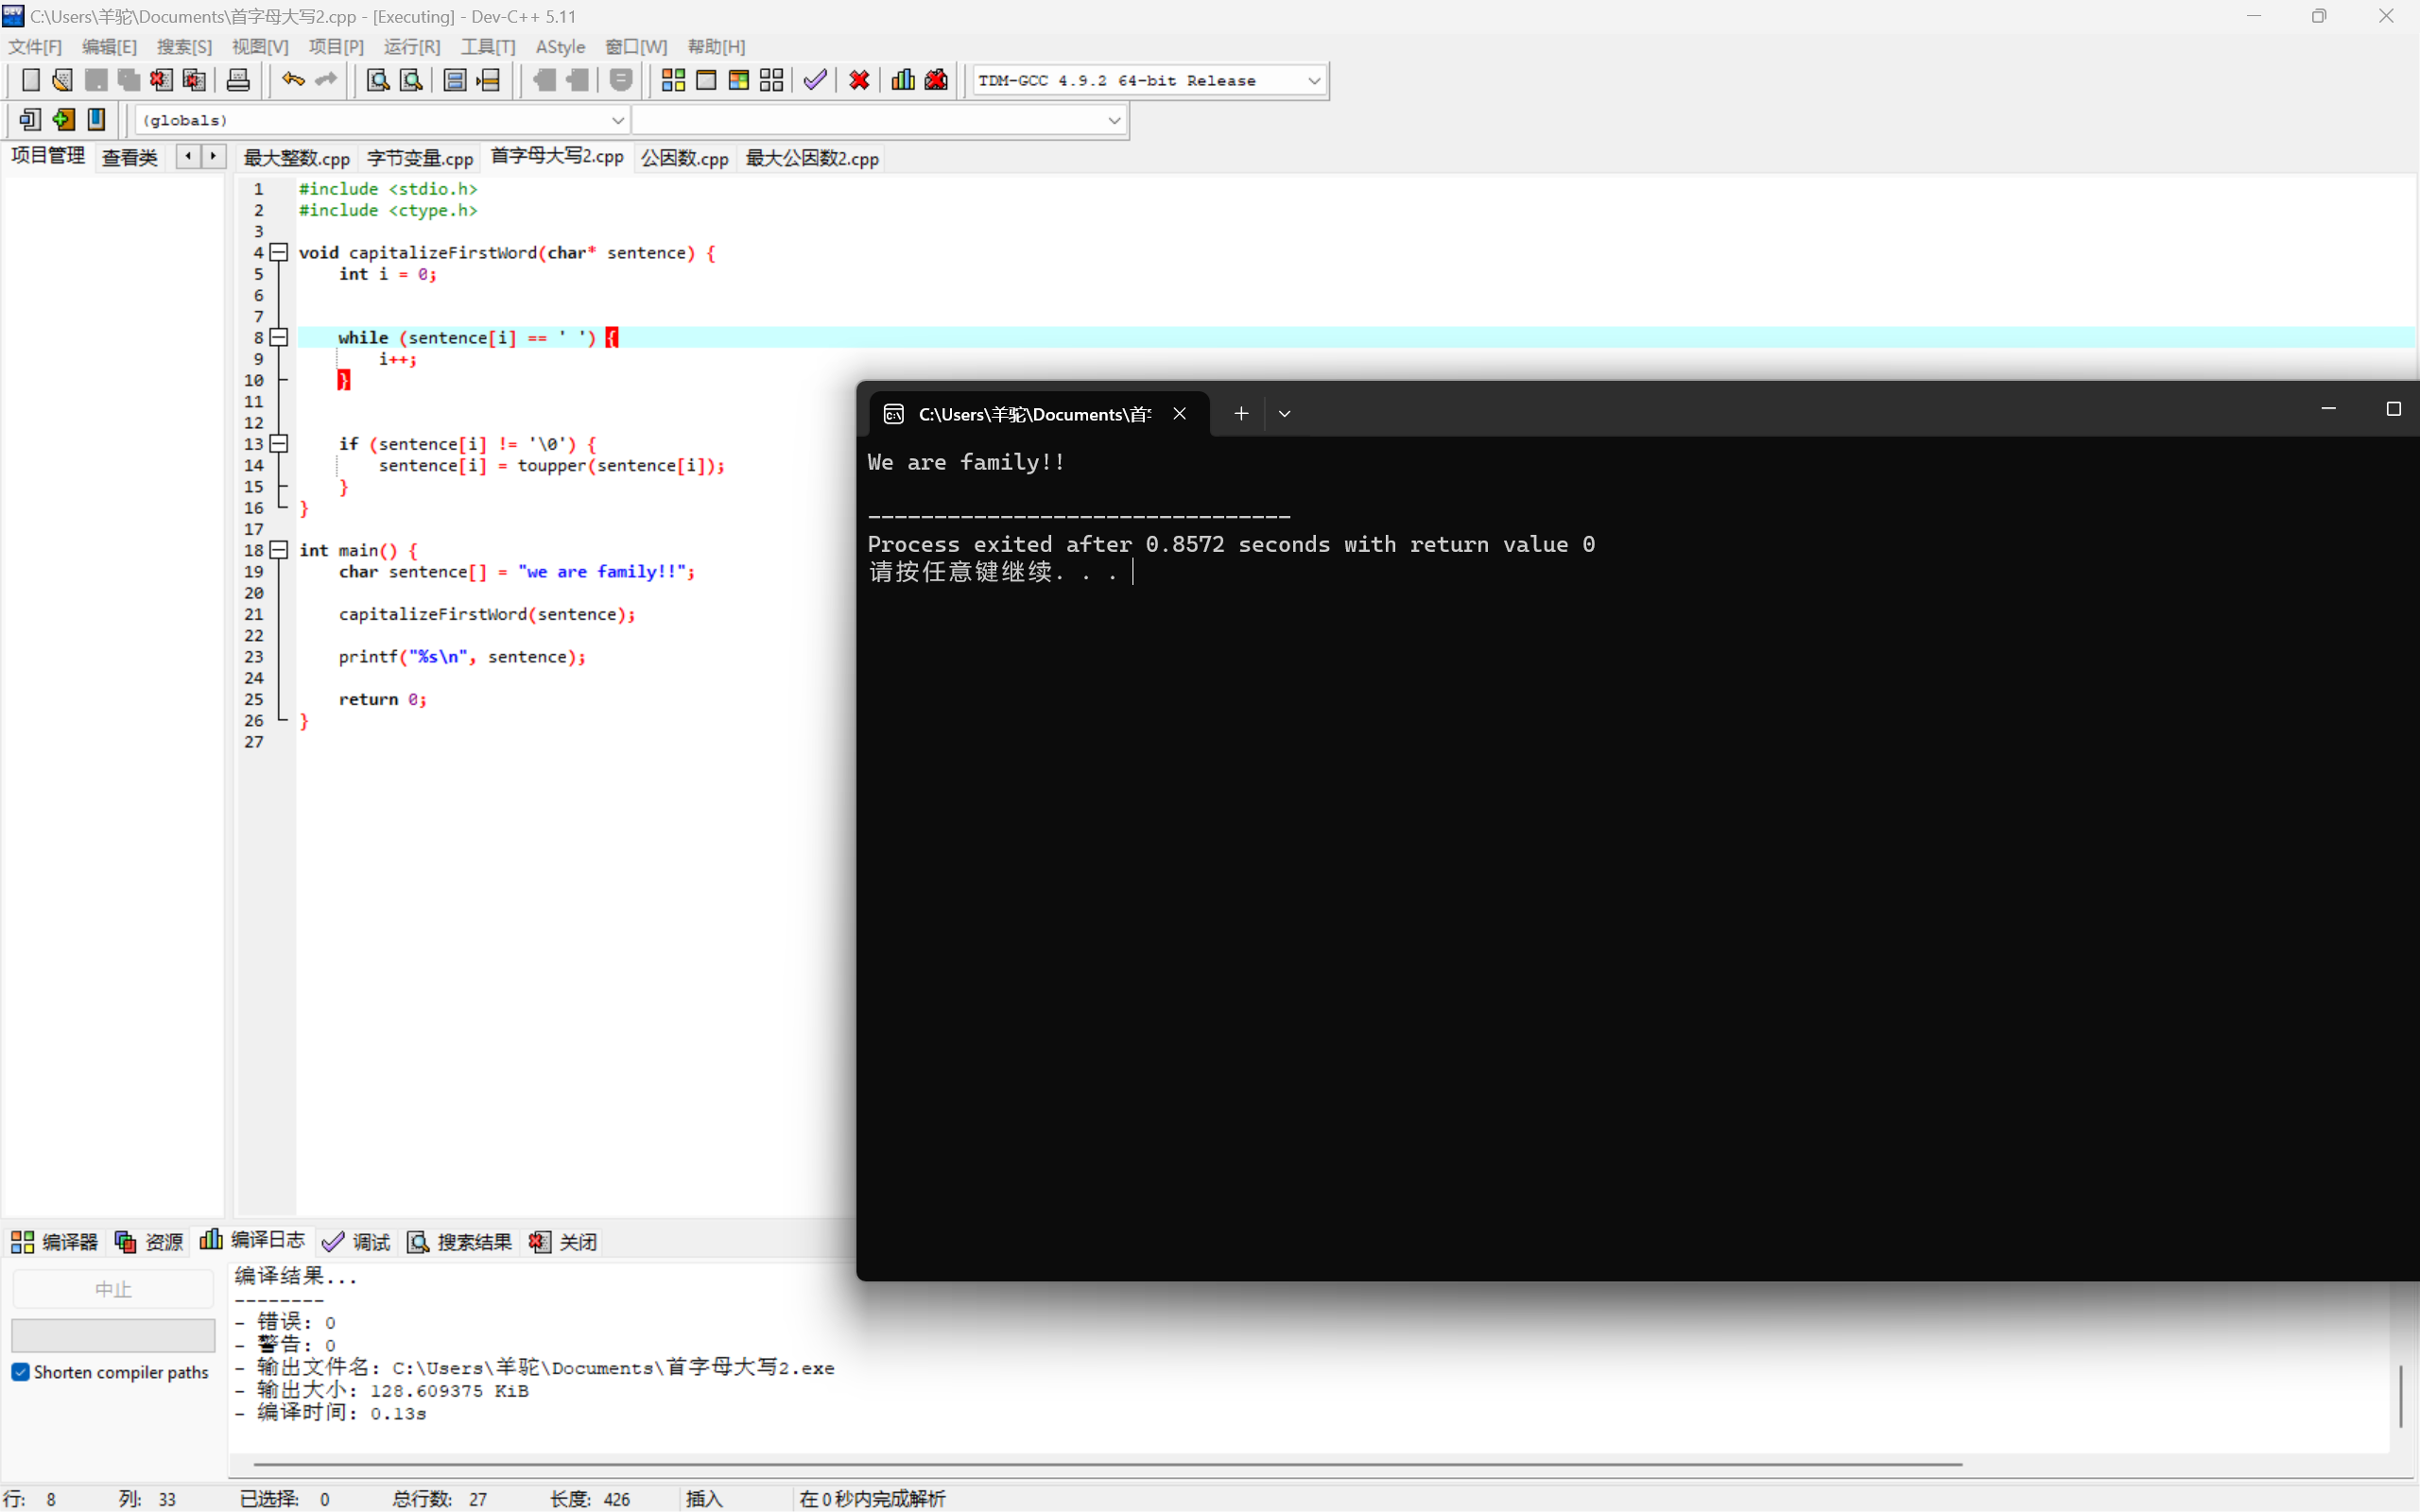 C:\Users\羊驼\Documents\首字母大写2.cpp - [Executing] - Dev-C++ 5.11
文件[F] 编辑[E] 搜索[S] 视图[V] 项目[P] 运行[R] 工具[T] AStyle 窗口[W] 帮助[H]
TDM-GCC 4.9.2 64-bit Release
(globals)
项目管理 查看类 最大整数.cpp 字节变量.cpp 首字母大写2.cpp 公因数.cpp 最大公因数2.cpp
1 #include <stdio.h>
2 #include <ctype.h>
3
4 void capitalizeFirstWord(char* sentence) {
5 int i = 0;
6
7
8 while (sentence[i] == ' ') {
9 i++;
10 }
11
12
13 if (sentence[i] != '\0') {
14 sentence[i] = toupper(sentence[i]);
15 }
16 }
17
18 int main() {
19 char sentence[] = "we are family!!";
20
21 capitalizeFirstWord(sentence);
22
23 printf("%s\n", sentence);
24
25 return 0;
26 }
27
C:\Users\羊驼\Documents\首
We are family!!
--------------------------------
Process exited after 0.8572 seconds with return value 0
请按任意键继续. . .
编译器 资源 编译日志 调试 搜索结果 关闭
中止
Shorten compiler paths
编译结果...
--------
- 错误: 0
- 警告: 0
- 输出文件名: C:\Users\羊驼\Documents\首字母大写2.exe
- 输出大小: 128.609375 KiB
- 编译时间: 0.13s
行: 8 列: 33 已选择: 0 总行数: 27 长度: 426 插入 在 0 秒内完成解析